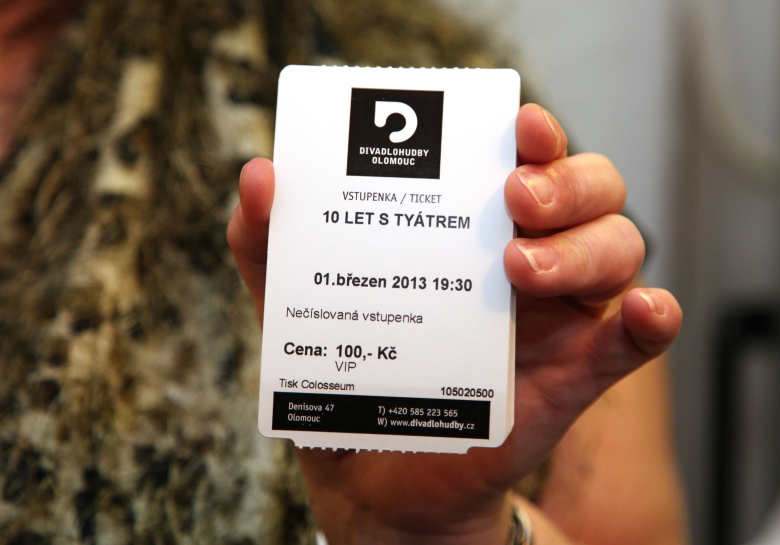 DIVADLOHUDBY
OLOMOUC
VSTUPENKA / TICKET
10 LET S TYÁTREM
01.březen 2013 19:30
Nečíslovaná vstupenka
Cena: 100,- Kč
VIP
Tisk Colosseum 105020500
Denisova 47 T) +420 585 223 565
Olomouc W) www.divadlohudby.cz